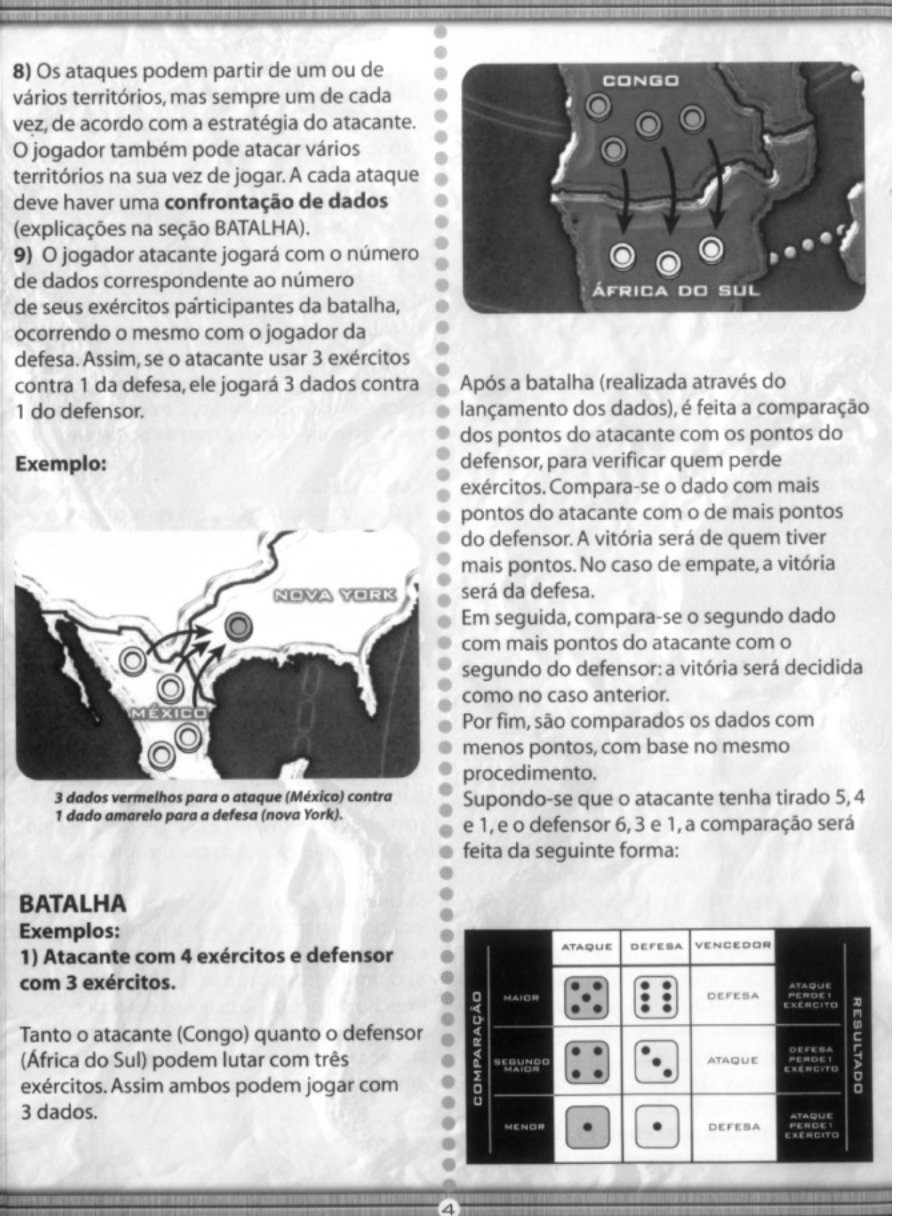 8) Os ataques podem partir de um ou de
vários territórios, mas sempre um de cada
vez, de acordo com a estratégia do atacante.
O jogador também pode atacar vários
territórios na sua vez de jogar. A cada ataque
deve haver uma confrontação de dados
(explicações na seção BATALHA).
9) O jogador atacante jogará com o número
de dados correspondente ao número
de seus exércitos participantes da batalha,
ocorrendo o mesmo com o jogador da
defesa. Assim, se o atacante usar 3 exércitos
contra 1 da defesa, ele jogará 3 dados contra
1 do defensor.
Exemplo:
NOVA YORK
MÉXICO
3 dados vermelhos para o ataque (México) contra
1 dado amarelo para a defesa (nova York).
BATALHA
Exemplos:
1) Atacante com 4 exércitos e defensor
com 3 exércitos.
Tanto o atacante (Congo) quanto o defensor
(África do Sul) podem lutar com três
exércitos. Assim ambos podem jogar com
3 dados.
CONGO
ÁFRICA DO SUL
Após a batalha (realizada através do
lançamento dos dados), é feita a comparação
dos pontos do atacante com os pontos do
defensor, para verificar quem perde
exércitos. Compara-se o dado com mais
pontos do atacante com o de mais pontos
do defensor. A vitória será de quem tiver
mais pontos. No caso de empate, a vitória
será da defesa.
Em seguida, compara-se o segundo dado
com mais pontos do atacante com o
segundo do defensor: a vitória será decidida
como no caso anterior.
Por fim, são comparados os dados com
menos pontos, com base no mesmo
procedimento.
Supondo-se que o atacante tenha tirado 5, 4
e 1, e o defensor 6, 3 e 1, a comparação será
feita da seguinte forma:
ATAQUE DEFESA VENCEDOR
COMPARAÇÃO
MAIOR
DEFESA
ATAQUE
PERDE 1
EXÉRCITO
SEGUNDO
MAIOR
ATAQUE
DEFESA
PERDE 1
EXÉRCITO
MENOR
DEFESA
ATAQUE
PERDE 1
EXÉRCITO
RESULTADO
4